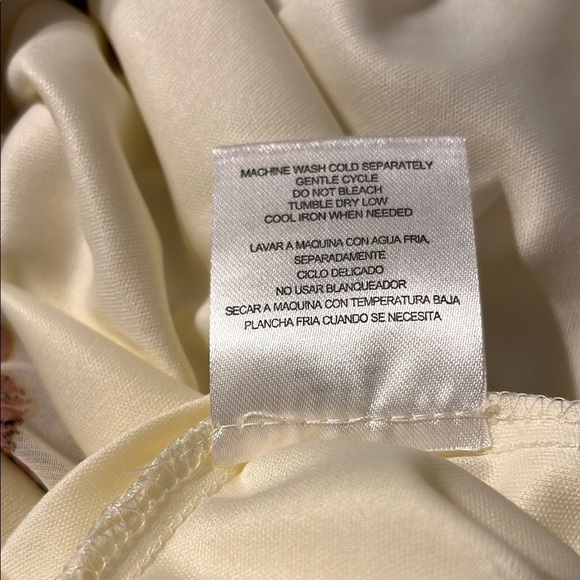 MACHINE WASH COLD SEPARATELY
GENTLE CYCLE
DO NOT BLEACH
TUMBLE DRY LOW
COOL IRON WHEN NEEDED
LAVAR A MAQUINA CON AGUA FRIA,
SEPARADAMENTE
CICLO DELICADO
NO USAR BLANQUEADOR
SECAR A MAQUINA CON TEMPERATURA BAJA
PLANCHA FRIA CUANDO SE NECESITA